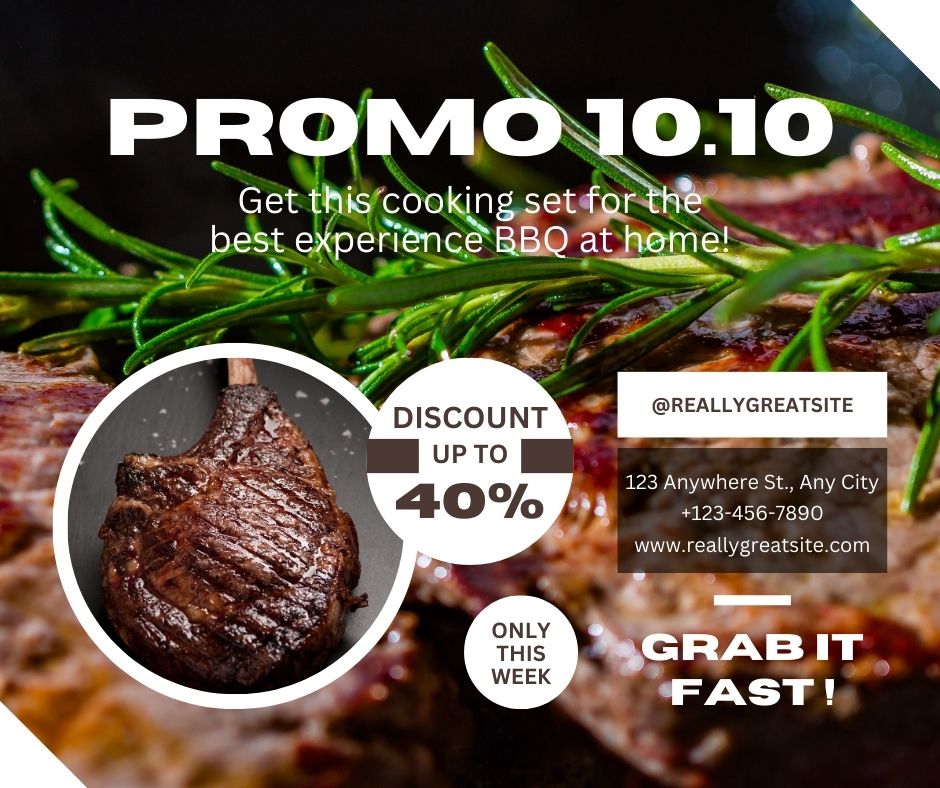 PROMO 10.10
Get this cooking set for the
best experience BBQ at home!
DISCOUNT
UP TO
40%
@REALLYGREATSITE
123 Anywhere St., Any City
+123-456-7890
www.reallygreatsite.com
ONLY
THIS
WEEK
GRAB IT
FAST !